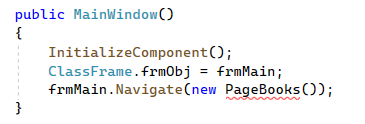 public MainWindow()
{
InitializeComponent();
ClassFrame.frmObj = frmMain;
frmMain.Navigate(new PageBooks());
}